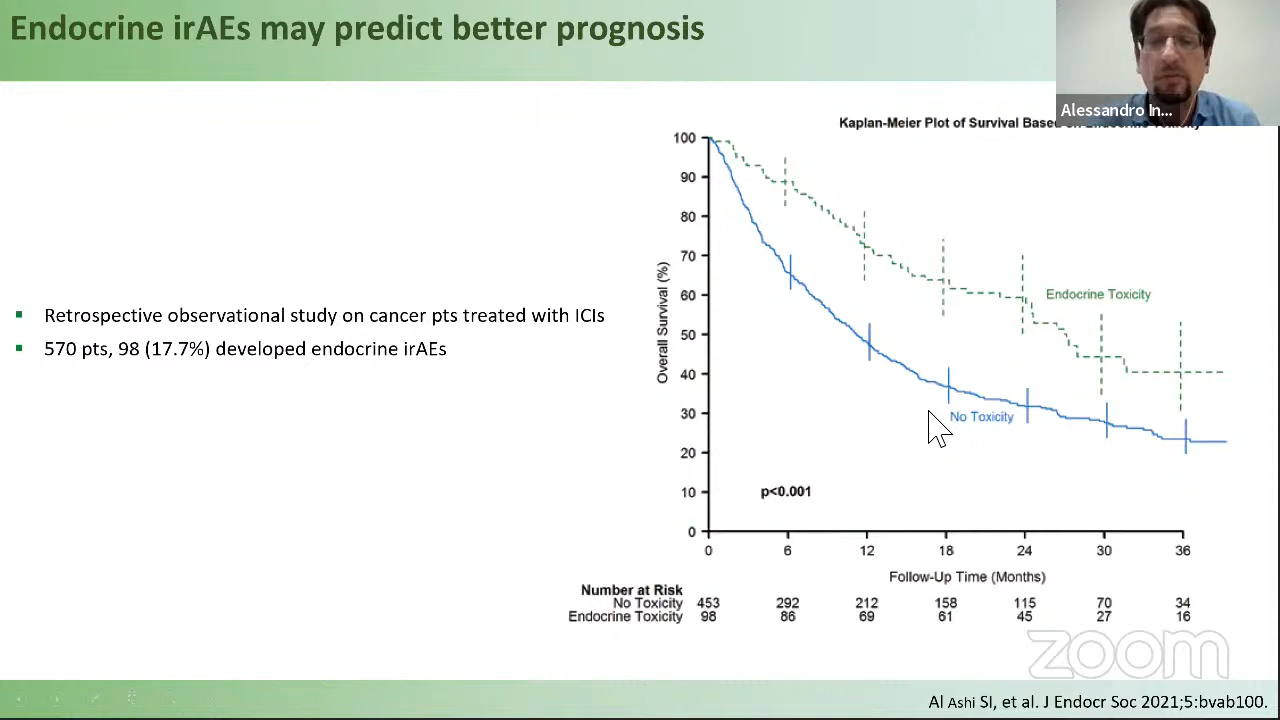 Endocrine irAEs may predict better prognosis
Alessandro In...
Kaplan-Meier Plot of Survival Based on Endocrine Toxicity
100
90
80
70
60
50
40
30
20
10
0
Overall Survival (%)
Endocrine Toxicity
No Toxicity
p<0.001
0 6 12 18 24 30 36
Follow-Up Time (Months)
Number at Risk
No Toxicity 453 292 212 158 115 70 34
Endocrine Toxicity 98 86 69 61 45 27 16
▪ Retrospective observational study on cancer pts treated with ICIs
▪ 570 pts, 98 (17.7%) developed endocrine irAEs
zoom
Al Ashi SI, et al. J Endocr Soc 2021;5:bvab100.